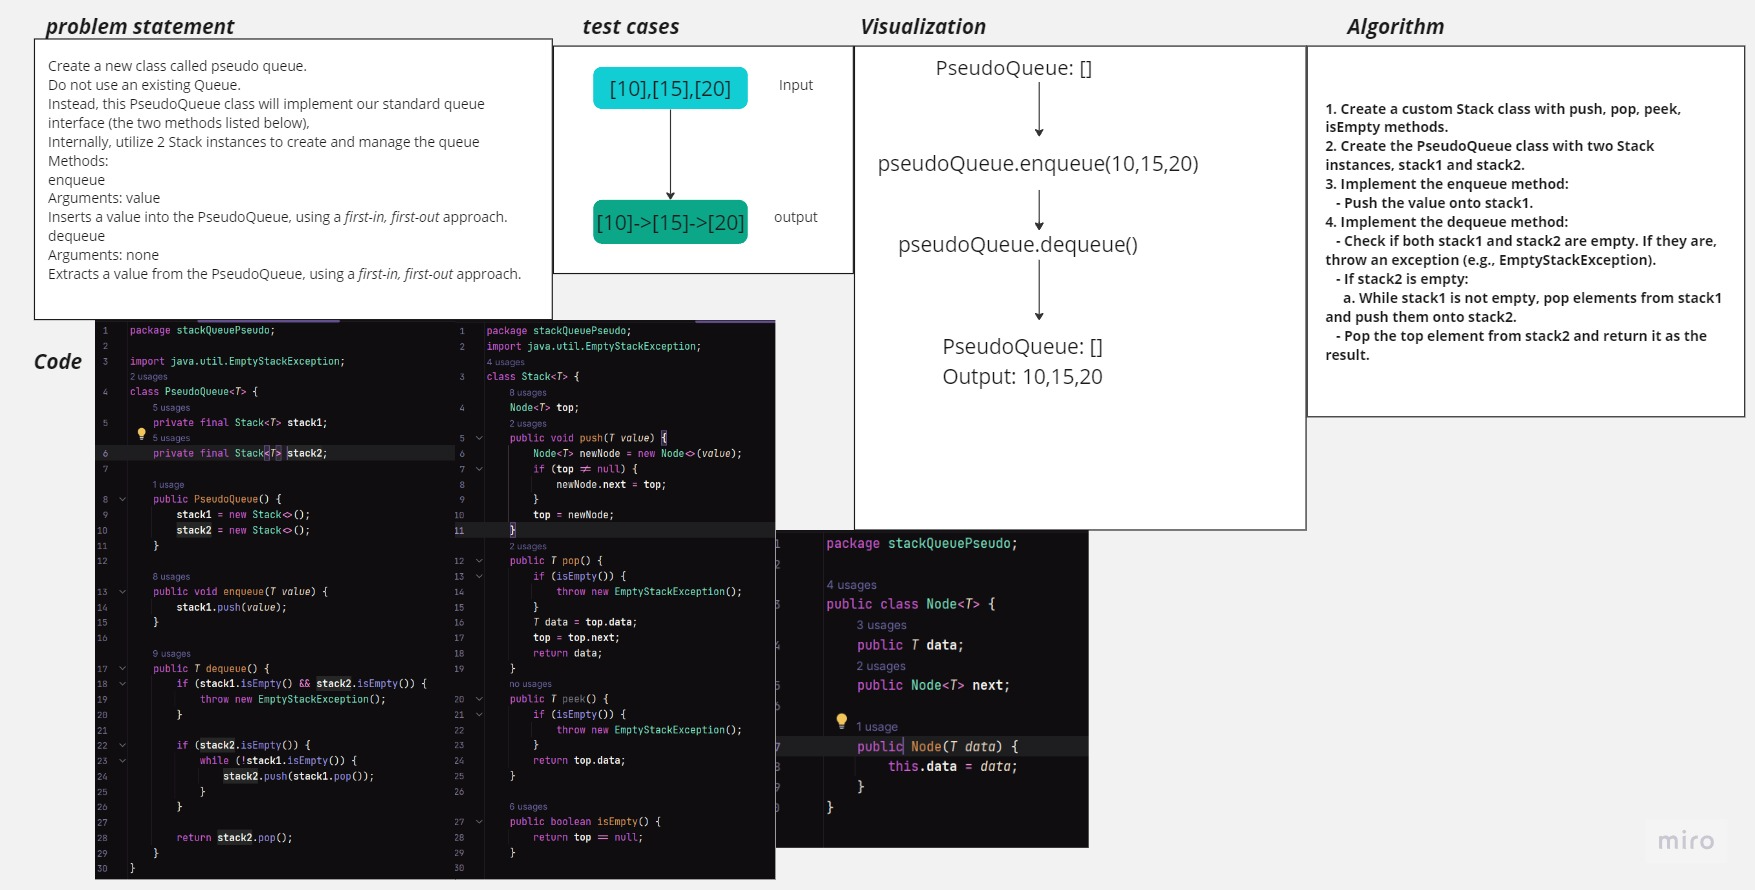 problem statement
Create a new class called pseudo queue.
Do not use an existing Queue.
Instead, this PseudoQueue class will implement our standard queue
interface (the two methods listed below),
Internally, utilize 2 Stack instances to create and manage the queue
Methods:
enqueue
Arguments: value
Inserts a value into the PseudoQueue, using a first-in, first-out approach.
dequeue
Arguments: none
Extracts a value from the PseudoQueue, using a first-in, first-out approach.
test cases
[10],[15],[20]
Input
[10]->[15]->[20]
output
Visualization
PseudoQueue: []
pseudoQueue.enqueue(10,15,20)
pseudoQueue.dequeue()
PseudoQueue: []
Output: 10,15,20
Algorithm
1. Create a custom Stack class with push, pop, peek,
isEmpty methods.
2. Create the PseudoQueue class with two Stack
instances, stack1 and stack2.
3. Implement the enqueue method:
- Push the value onto stack1.
4. Implement the dequeue method:
- Check if both stack1 and stack2 are empty. If they are,
throw an exception (e.g., EmptyStackException).
- If stack2 is empty:
a. While stack1 is not empty, pop elements from stack1
and push them onto stack2.
- Pop the top element from stack2 and return it as the
result.
Code
1 package stackQueuePseudo;
2
3 import java.util.EmptyStackException;
2 usages
4 class PseudoQueue<T> {
5 usages
5 private final Stack<T> stack1;
5 usages
6 private final Stack<T> stack2;
7
1 usage
8 public PseudoQueue() {
9 stack1 = new Stack<>();
10 stack2 = new Stack<>();
11 }
12
8 usages
13 public void enqueue(T value) {
14 stack1.push(value);
15 }
16
9 usages
17 public T dequeue() {
18 if (stack1.isEmpty() && stack2.isEmpty()) {
19 throw new EmptyStackException();
20 }
21
22 if (stack2.isEmpty()) {
23 while (!stack1.isEmpty()) {
24 stack2.push(stack1.pop());
25 }
26 }
27
28 return stack2.pop();
29 }
30 }
1 package stackQueuePseudo;
2 import java.util.EmptyStackException;
4 usages
3 class Stack<T> {
8 usages
4 Node<T> top;
2 usages
5 public void push(T value) {
6 Node<T> newNode = new Node<>(value);
7 if (top ≠ null) {
8 newNode.next = top;
9 }
10 top = newNode;
11 }
2 usages
12 public T pop() {
13 if (isEmpty()) {
14 throw new EmptyStackException();
15 }
16 T data = top.data;
17 top = top.next;
18 return data;
19 }
no usages
20 public T peek() {
21 if (isEmpty()) {
22 throw new EmptyStackException();
23 }
24 return top.data;
25 }
26
6 usages
27 public boolean isEmpty() {
28 return top == null;
29 }
30
1 package stackQueuePseudo;
2
4 usages
3 public class Node<T> {
3 usages
public T data;
2 usages
5 public Node<T> next;
6
1 usage
7 public Node(T data) {
8 this.data = data;
9 }
0 }
miro